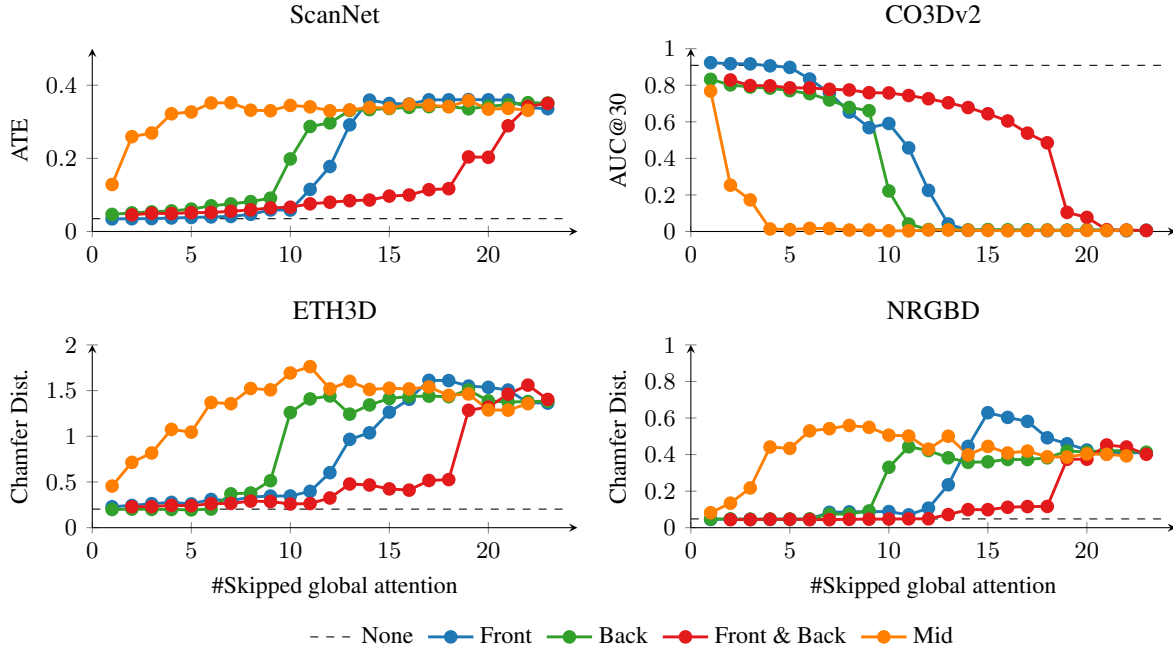 ScanNet
CO3Dv2
ATE
0 0.2 0.4
0 5 10 15 20
AUC@30
0 0.2 0.4 0.6 0.8 1
0 5 10 15 20
ETH3D
NRGBD
Chamfer Dist.
0 0.5 1 1.5 2
0 5 10 15 20
#Skipped global attention
Chamfer Dist.
0 0.2 0.4 0.6 0.8 1
0 5 10 15 20
#Skipped global attention
None Front Back Front & Back Mid